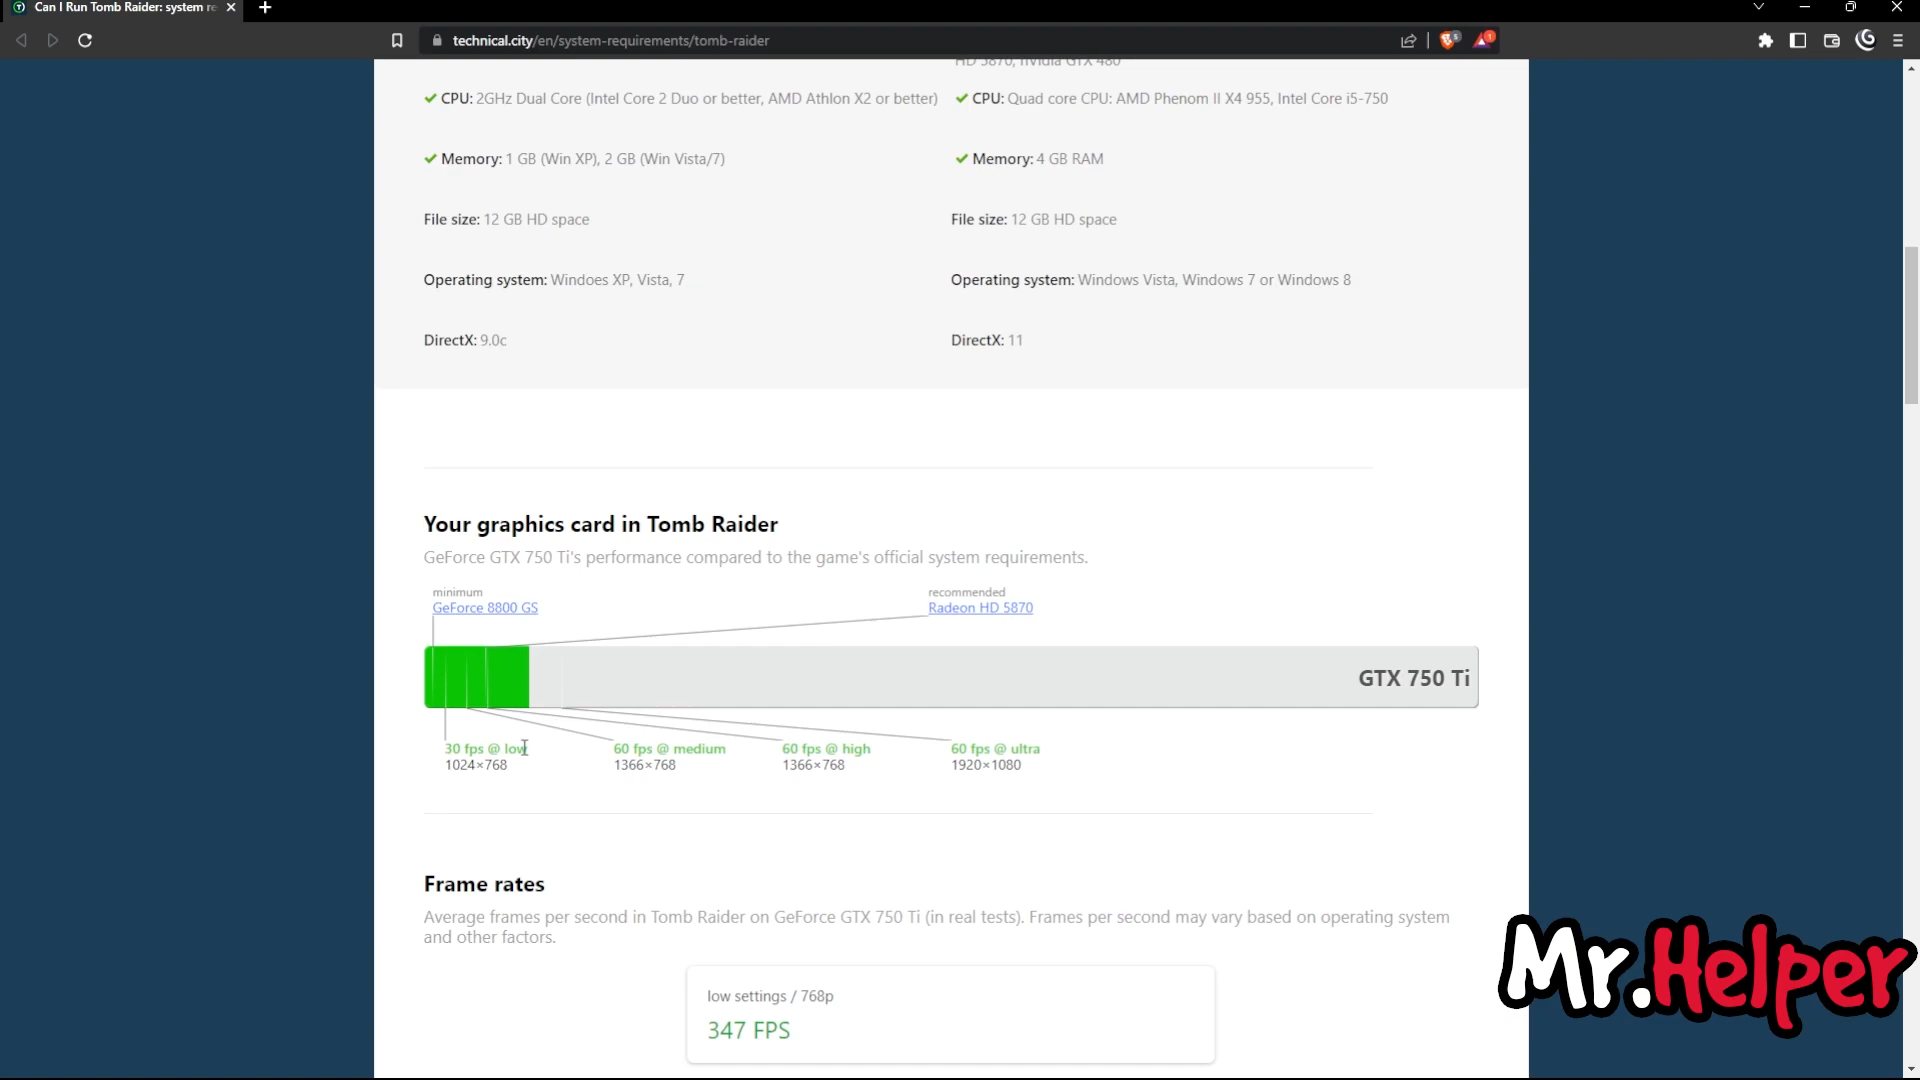 Can I Run Tomb Raider: system re
technical.city/en/system-requirements/tomb-raider
HD 5870, nVidia GTX 480
CPU: 2GHz Dual Core (Intel Core 2 Duo or better, AMD Athlon X2 or better)
CPU: Quad core CPU: AMD Phenom II X4 955, Intel Core i5-750
Memory: 1 GB (Win XP), 2 GB (Win Vista/7)
Memory: 4 GB RAM
File size: 12 GB HD space
File size: 12 GB HD space
Operating system: Windoes XP, Vista, 7
Operating system: Windows Vista, Windows 7 or Windows 8
DirectX: 9.0c
DirectX: 11
Your graphics card in Tomb Raider
GeForce GTX 750 Ti's performance compared to the game's official system requirements.
minimum
GeForce 8800 GS
recommended
Radeon HD 5870
GTX 750 Ti
30 fps @ low
1024×768
60 fps @ medium
1366×768
60 fps @ high
1366×768
60 fps @ ultra
1920×1080
Frame rates
Average frames per second in Tomb Raider on GeForce GTX 750 Ti (in real tests). Frames per second may vary based on operating system
and other factors.
low settings / 768p
347 FPS
Mr.Helper